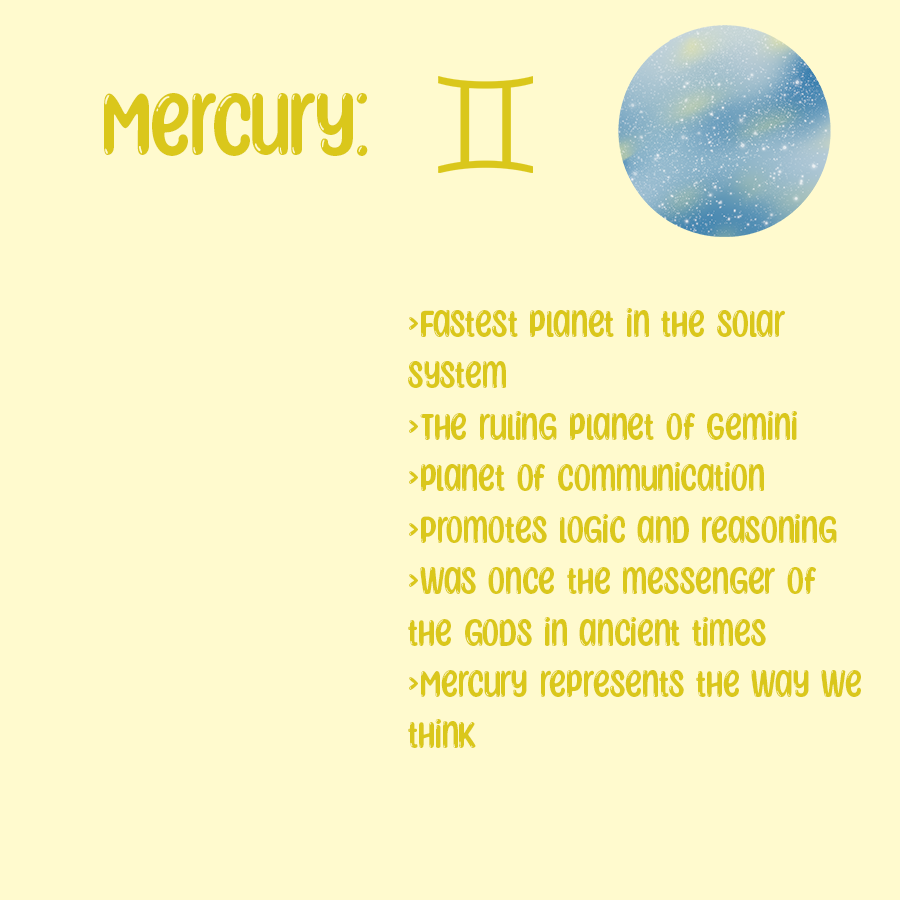 Mercury: ♊
>Fastest planet in the solar
system
>The ruling planet of Gemini
>Planet of communication
>Promotes logic and reasoning
>Was once the messenger of
the gods in ancient times
>Mercury represents the way we
think